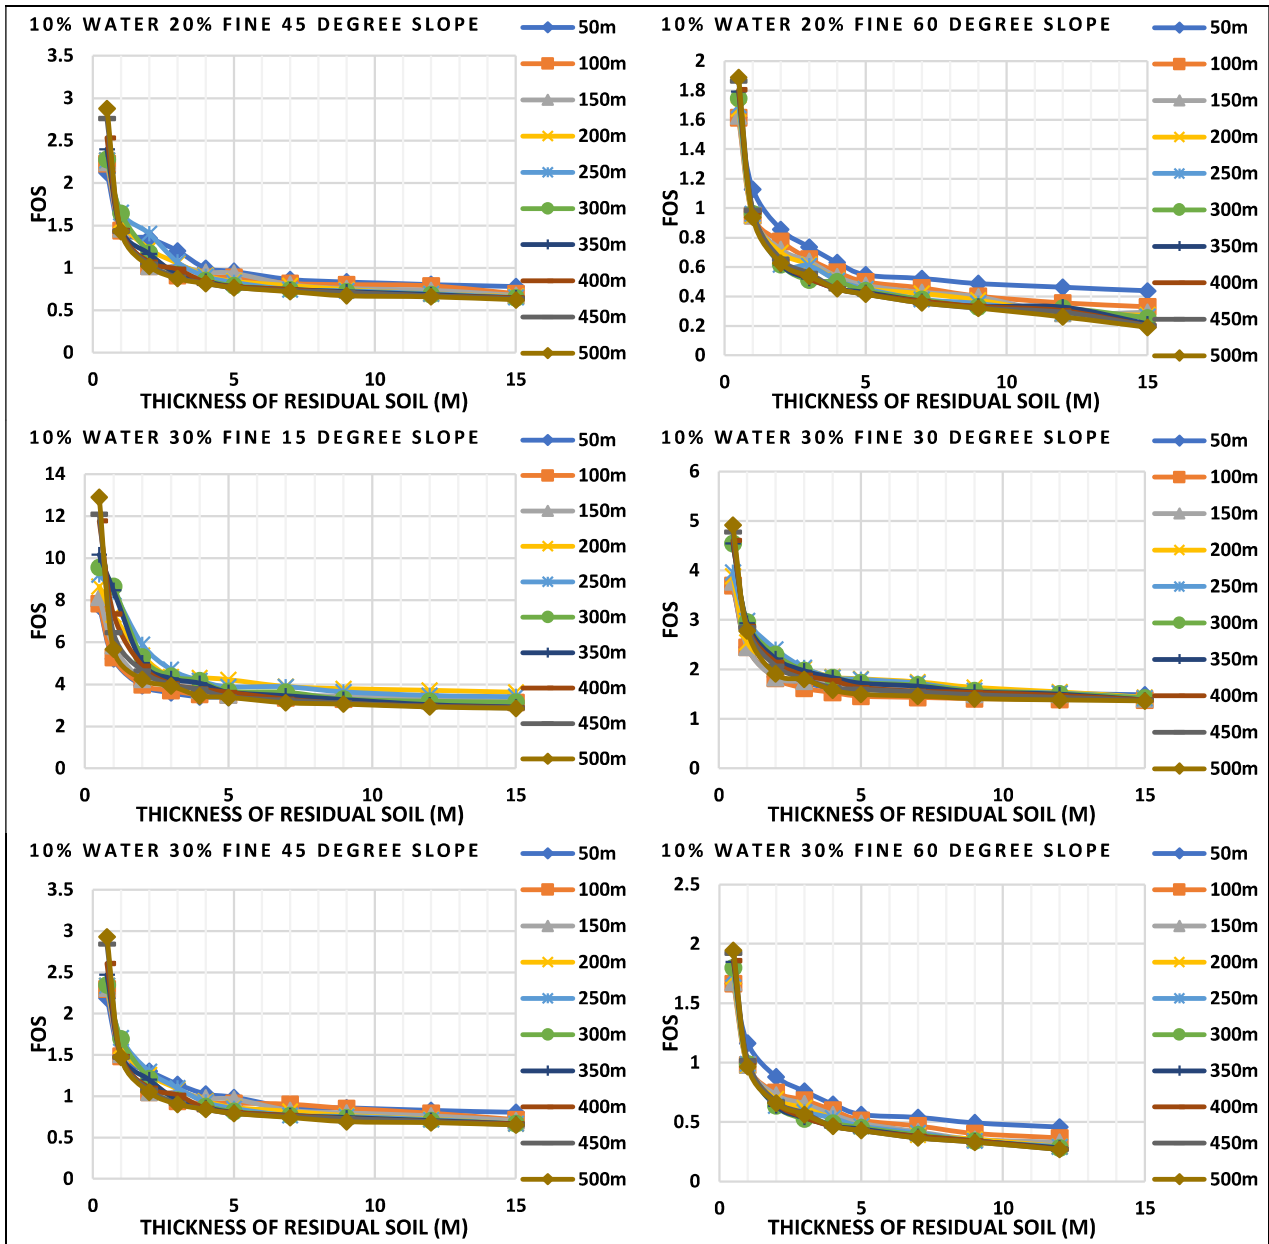 10% WATER 20% FINE 45 DEGREE SLOPE
3.5
3
2.5
2
1.5
1
0.5
0
FOS
0 5 10 15
THICKNESS OF RESIDUAL SOIL (M)
50m
100m
150m
200m
250m
300m
350m
400m
450m
500m
10% WATER 20% FINE 60 DEGREE SLOPE
2
1.8
1.6
1.4
1.2
1
0.8
0.6
0.4
0.2
0
FOS
0 5 10 15
THICKNESS OF RESIDUAL SOIL (M)
50m
100m
150m
200m
250m
300m
350m
400m
450m
500m
10% WATER 30% FINE 15 DEGREE SLOPE
14
12
10
8
6
4
2
0
FOS
0 5 10 15
THICKNESS OF RESIDUAL SOIL (M)
50m
100m
150m
200m
250m
300m
350m
400m
450m
500m
10% WATER 30% FINE 30 DEGREE SLOPE
6
5
4
3
2
1
0
FOS
0 5 10 15
THICKNESS OF RESIDUAL SOIL (M)
50m
100m
150m
200m
250m
300m
350m
400m
450m
500m
10% WATER 30% FINE 45 DEGREE SLOPE
3.5
3
2.5
2
1.5
1
0.5
0
FOS
0 5 10 15
THICKNESS OF RESIDUAL SOIL (M)
50m
100m
150m
200m
250m
300m
350m
400m
450m
500m
10% WATER 30% FINE 60 DEGREE SLOPE
2.5
2
1.5
1
0.5
0
FOS
0 5 10 15
THICKNESS OF RESIDUAL SOIL (M)
50m
100m
150m
200m
250m
300m
350m
400m
450m
500m